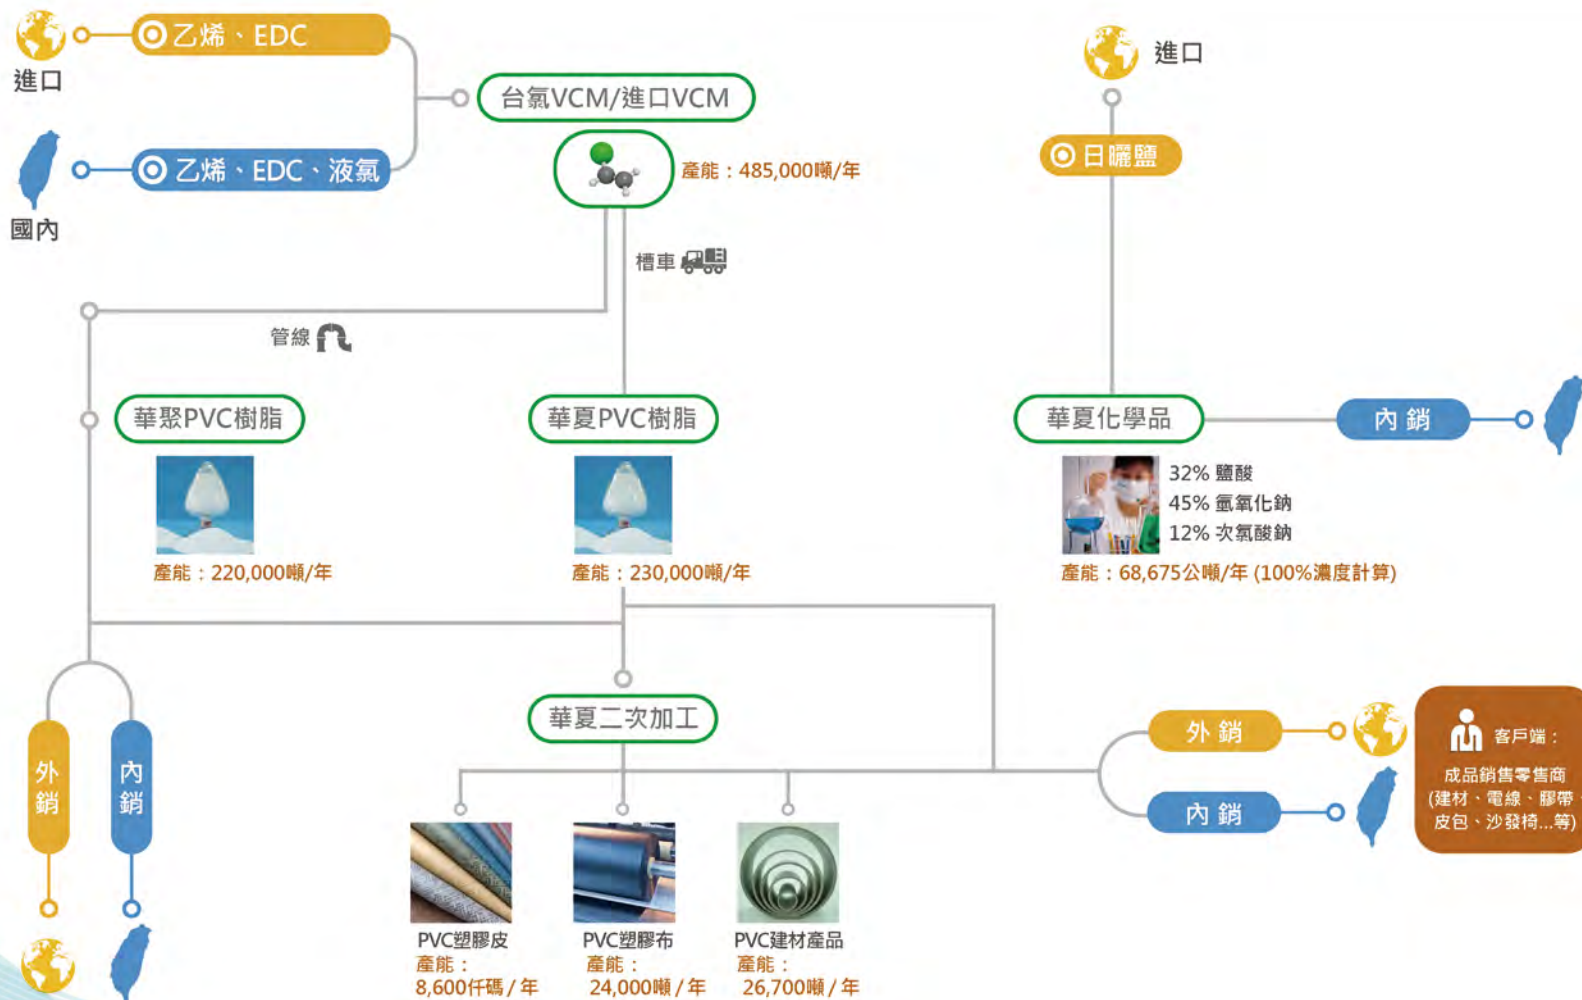 乙烯、EDC
進口
台氯VCM/進口VCM
乙烯、EDC、液氯
國內
產能：485,000噸/年
槽車
管線
進口
日曬鹽
華聚PVC樹脂
產能：220,000噸/年
華夏PVC樹脂
產能：230,000噸/年
華夏化學品
內銷
32% 鹽酸
45% 氫氧化鈉
12% 次氯酸鈉
產能：68,675公噸/年 (100%濃度計算)
外銷
內銷
華夏二次加工
PVC塑膠皮
產能：
8,600仟碼 / 年
PVC塑膠布
產能：
24,000噸 / 年
PVC建材產品
產能：
26,700噸 / 年
外銷
內銷
客戶端：
成品銷售零售商
(建材、電線、膠帶、
皮包、沙發椅...等)